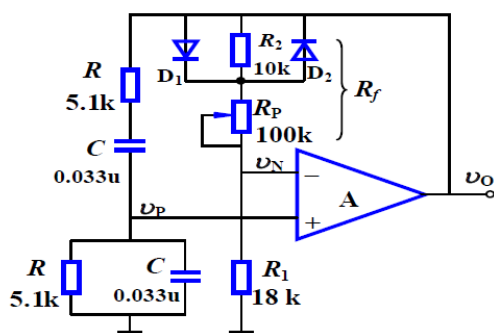 R
5.1k
C
0.033u
D1
R2
10k
D2
Rf
RP
100k
υN
υP
−
+
A
υO
R
5.1k
C
0.033u
R1
18 k